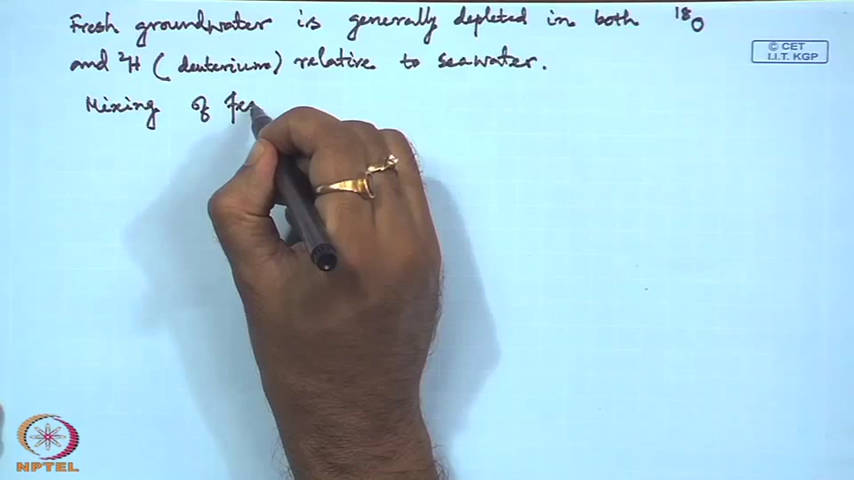 Fresh groundwater is generally depleted in both ¹⁸O
and ²H (deuterium) relative to seawater.
Mixing of fre
© CET
I.I.T. KGP
NPTEL